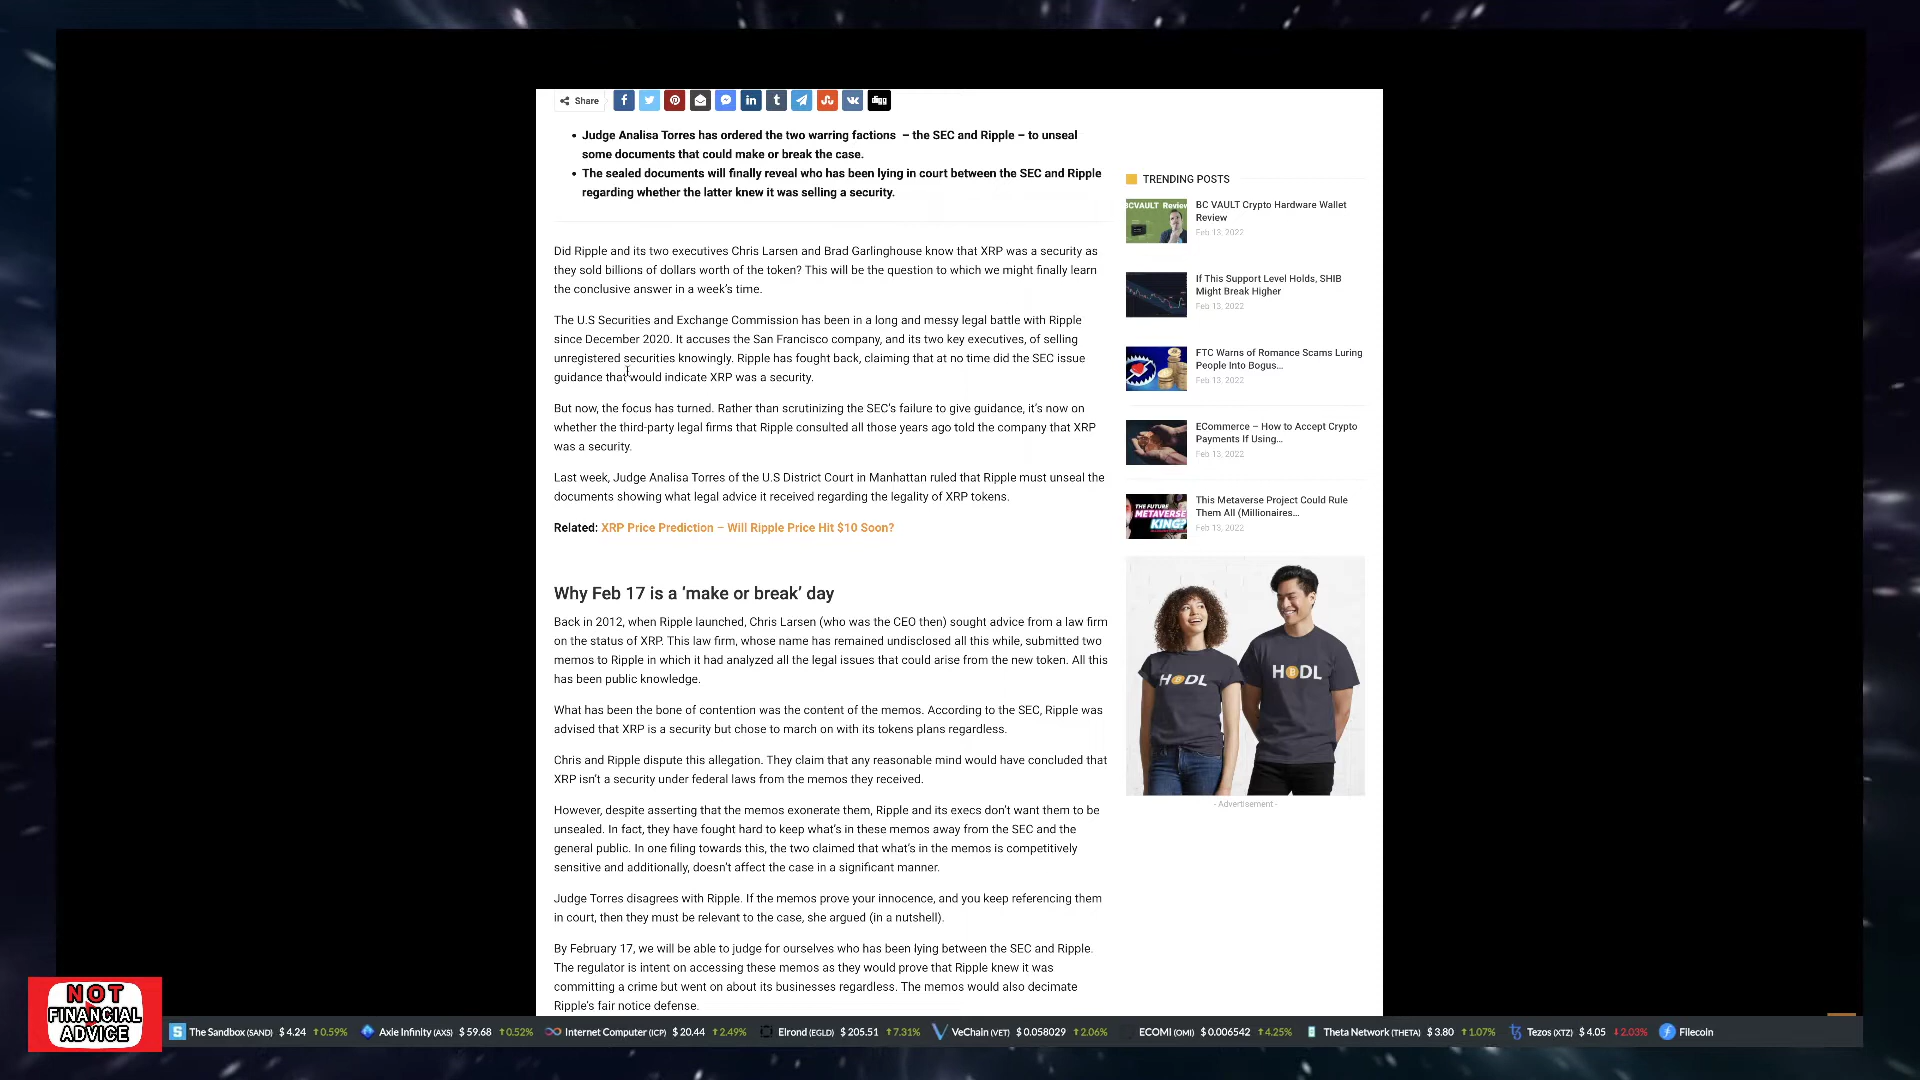 Share
f
in
t
digg
• Judge Analisa Torres has ordered the two warring factions – the SEC and Ripple – to unseal
some documents that could make or break the case.
• The sealed documents will finally reveal who has been lying in court between the SEC and Ripple
regarding whether the latter knew it was selling a security.
Did Ripple and its two executives Chris Larsen and Brad Garlinghouse know that XRP was a security as
they sold billions of dollars worth of the token? This will be the question to which we might finally learn
the conclusive answer in a week's time.
The U.S Securities and Exchange Commission has been in a long and messy legal battle with Ripple
since December 2020. It accuses the San Francisco company, and its two key executives, of selling
unregistered securities knowingly. Ripple has fought back, claiming that at no time did the SEC issue
guidance that would indicate XRP was a security.
But now, the focus has turned. Rather than scrutinizing the SEC's failure to give guidance, it's now on
whether the third-party legal firms that Ripple consulted all those years ago told the company that XRP
was a security.
Last week, Judge Analisa Torres of the U.S District Court in Manhattan ruled that Ripple must unseal the
documents showing what legal advice it received regarding the legality of XRP tokens.
Related: XRP Price Prediction – Will Ripple Price Hit $10 Soon?
Why Feb 17 is a 'make or break' day
Back in 2012, when Ripple launched, Chris Larsen (who was the CEO then) sought advice from a law firm
on the status of XRP. This law firm, whose name has remained undisclosed all this while, submitted two
memos to Ripple in which it had analyzed all the legal issues that could arise from the new token. All this
has been public knowledge.
What has been the bone of contention was the content of the memos. According to the SEC, Ripple was
advised that XRP is a security but chose to march on with its tokens plans regardless.
Chris and Ripple dispute this allegation. They claim that any reasonable mind would have concluded that
XRP isn't a security under federal laws from the memos they received.
However, despite asserting that the memos exonerate them, Ripple and its execs don't want them to be
unsealed. In fact, they have fought hard to keep what's in these memos away from the SEC and the
general public. In one filing towards this, the two claimed that what's in the memos is competitively
sensitive and additionally, doesn't affect the case in a significant manner.
Judge Torres disagrees with Ripple. If the memos prove your innocence, and you keep referencing them
in court, then they must be relevant to the case, she argued (in a nutshell).
By February 17, we will be able to judge for ourselves who has been lying between the SEC and Ripple.
The regulator is intent on accessing these memos as they would prove that Ripple knew it was
committing a crime but went on about its businesses regardless. The memos would also decimate
Ripple's fair notice defense.
TRENDING POSTS
BCVAULT Review
BC VAULT Crypto Hardware Wallet
Review
Feb 13, 2022
If This Support Level Holds, SHIB
Might Break Higher
Feb 13, 2022
FTC Warns of Romance Scams Luring
People Into Bogus...
Feb 13, 2022
ECommerce – How to Accept Crypto
Payments If Using...
Feb 13, 2022
THE FUTURE
METAVERSE
KING?
This Metaverse Project Could Rule
Them All (Millionaires...
Feb 13, 2022
HODL
HODL
- Advertisement -
NOT
FINANCIAL
ADVICE
The Sandbox (SAND) $ 4.24 ↑0.59% Axie Infinity (AXS) $ 59.68 ↑0.52% Internet Computer (ICP) $ 20.44 ↑2.49% Elrond (EGLD) $ 205.51 ↑7.31% VeChain (VET) $ 0.058029 ↑2.06% ECOMI (OMI) $ 0.006542 ↑4.25% Theta Network (THETA) $ 3.80 ↑1.07% Tezos (XTZ) $ 4.05 ↓2.03% Filecoin